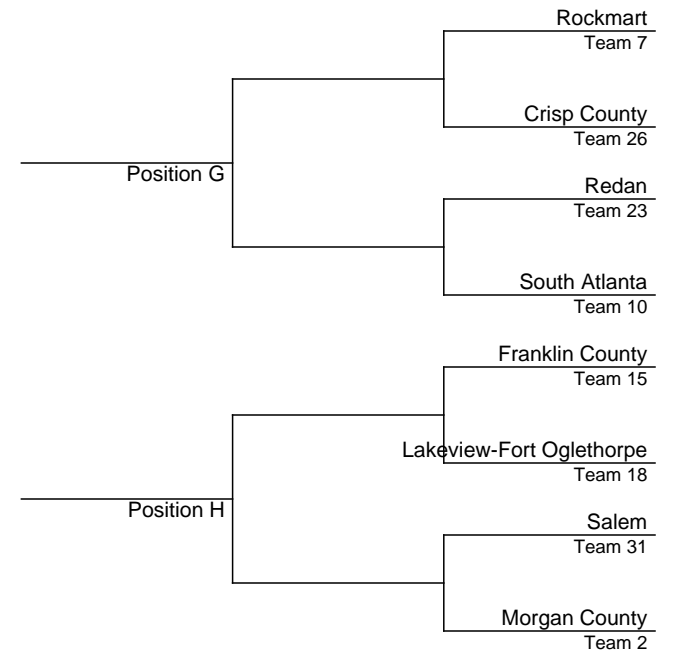 Rockmart
Team 7
Crisp County
Team 26
Position G
Redan
Team 23
South Atlanta
Team 10
Franklin County
Team 15
Lakeview-Fort Oglethorpe
Team 18
Position H
Salem
Team 31
Morgan County
Team 2